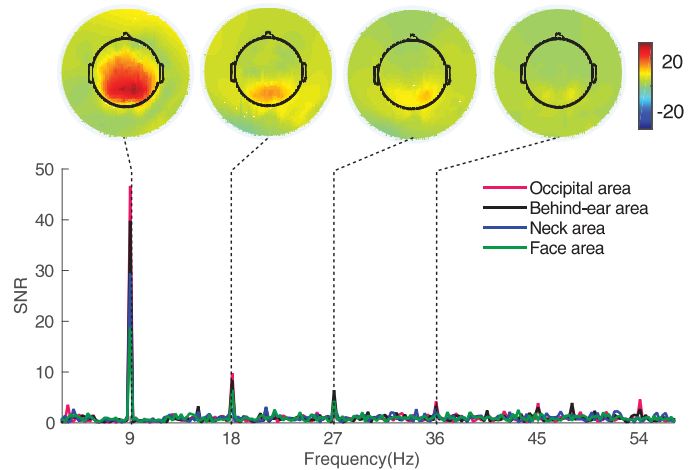 20
-20
50
40
30
20
10
0
SNR
Occipital area
Behind-ear area
Neck area
Face area
9 18 27 36 45 54
Frequency(Hz)